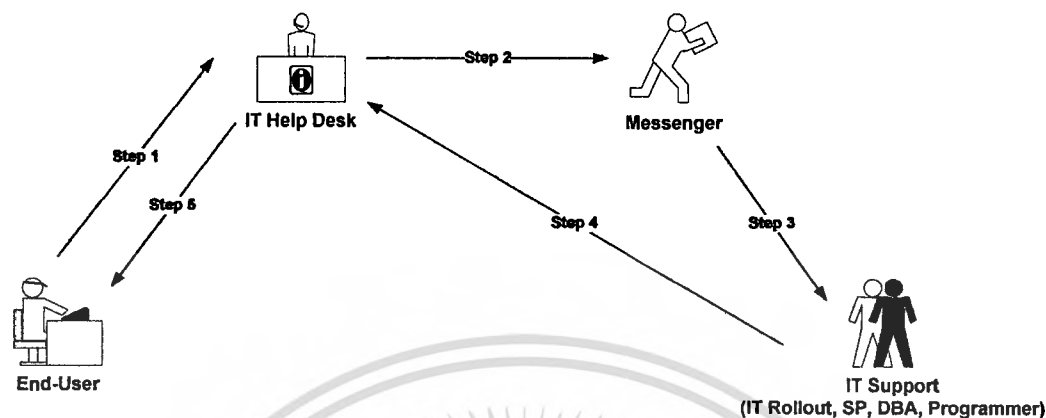 Step 2
IT Help Desk
Messenger
Step 1
Step 5
Step 4
Step 3
End-User
IT Support
(IT Rollout, SP, DBA, Programmer)